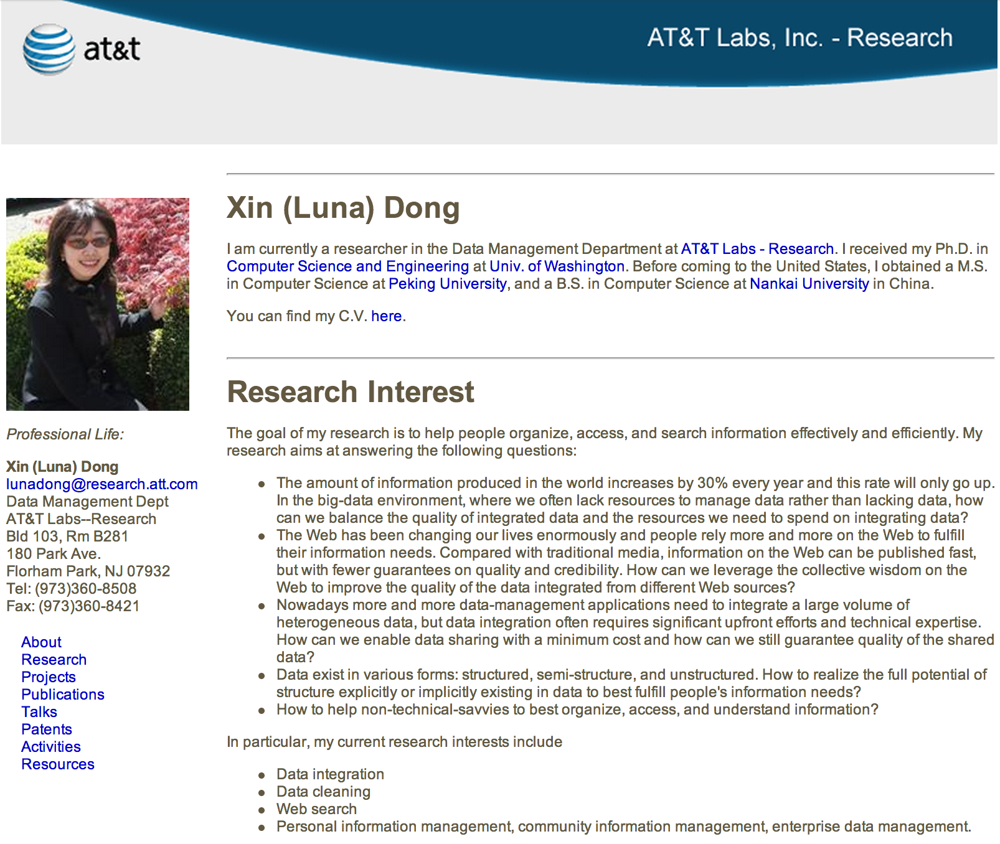 at&t
AT&T Labs, Inc. - Research
Xin (Luna) Dong
I am currently a researcher in the Data Management Department at AT&T Labs - Research. I received my Ph.D. in
Computer Science and Engineering at Univ. of Washington. Before coming to the United States, I obtained a M.S.
in Computer Science at Peking University, and a B.S. in Computer Science at Nankai University in China.
You can find my C.V. here.
Research Interest
The goal of my research is to help people organize, access, and search information effectively and efficiently. My
research aims at answering the following questions:
The amount of information produced in the world increases by 30% every year and this rate will only go up.
In the big-data environment, where we often lack resources to manage data rather than lacking data, how
can we balance the quality of integrated data and the resources we need to spend on integrating data?
The Web has been changing our lives enormously and people rely more and more on the Web to fulfill
their information needs. Compared with traditional media, information on the Web can be published fast,
but with fewer guarantees on quality and credibility. How can we leverage the collective wisdom on the
Web to improve the quality of the data integrated from different Web sources?
Nowadays more and more data-management applications need to integrate a large volume of
heterogeneous data, but data integration often requires significant upfront efforts and technical expertise.
How can we enable data sharing with a minimum cost and how can we still guarantee quality of the shared
data?
Data exist in various forms: structured, semi-structure, and unstructured. How to realize the full potential of
structure explicitly or implicitly existing in data to best fulfill people's information needs?
How to help non-technical-savvies to best organize, access, and understand information?
In particular, my current research interests include
Data integration
Data cleaning
Web search
Personal information management, community information management, enterprise data management.
Professional Life:
Xin (Luna) Dong
lunadong@research.att.com
Data Management Dept
AT&T Labs--Research
Bld 103, Rm B281
180 Park Ave.
Florham Park, NJ 07932
Tel: (973)360-8508
Fax: (973)360-8421
About
Research
Projects
Publications
Talks
Patents
Activities
Resources